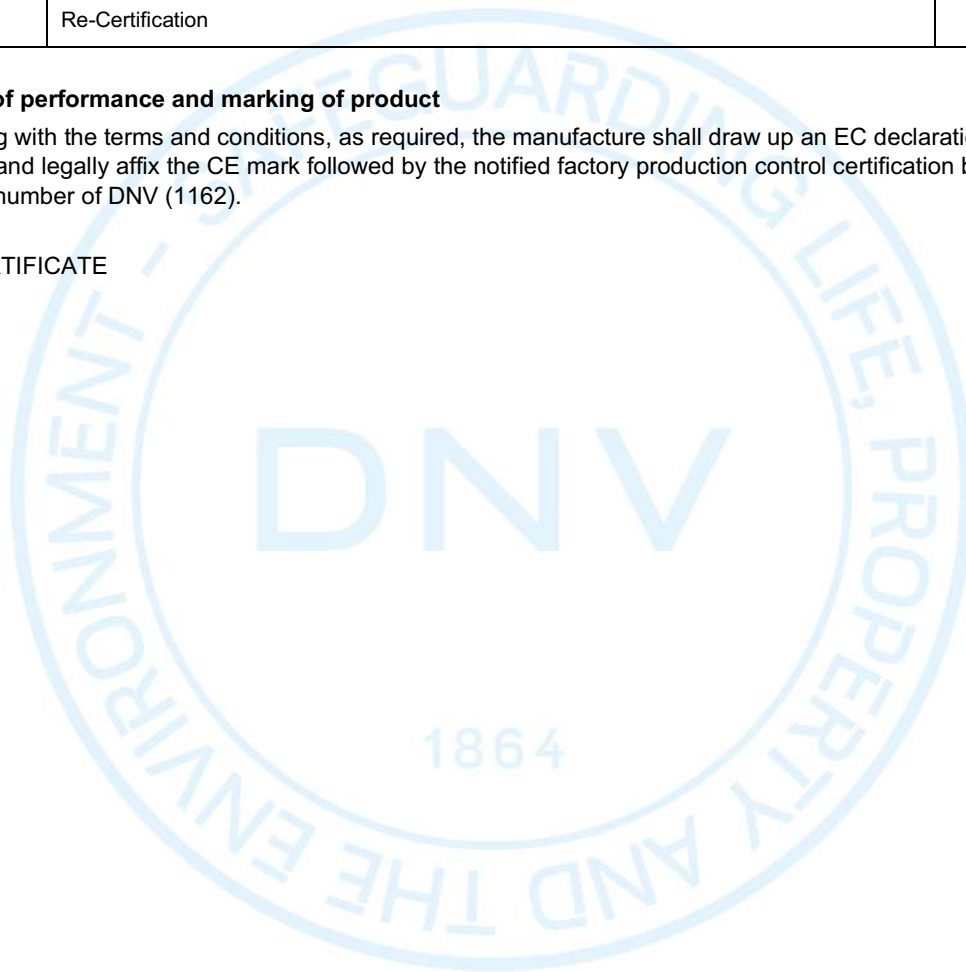 Re-Certification
of performance and marking of product
with the terms and conditions, as required, the manufacture shall draw up an EC
and legally affix the CE mark followed by the notified factory production control certification
number of DNV (1162).
SAFEGUARDING LIFE, PROPERTY AND THE ENVIRONMENT -
DNV
1864